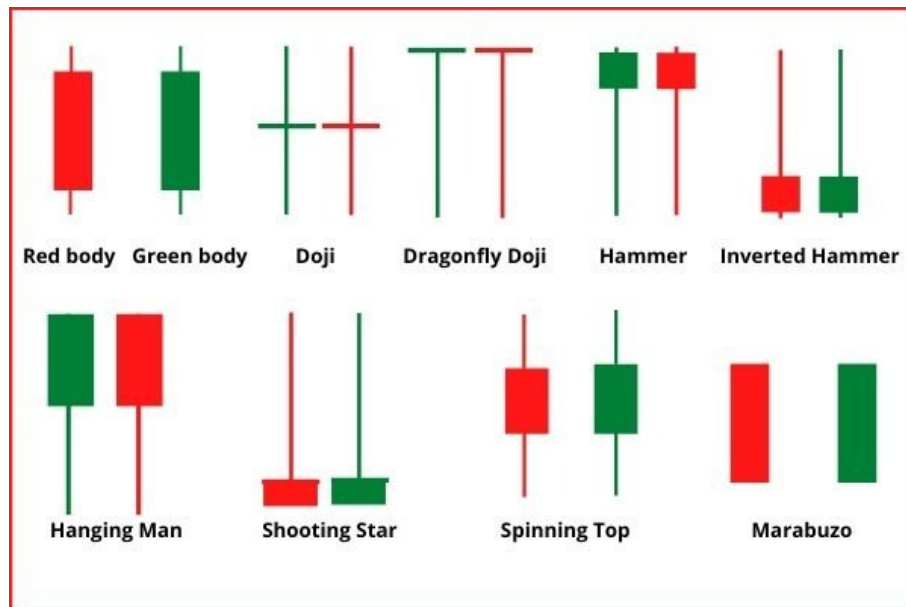 Red body Green body Doji Dragonfly Doji Hammer Inverted Hammer
Hanging Man Shooting Star Spinning Top Marabuzo